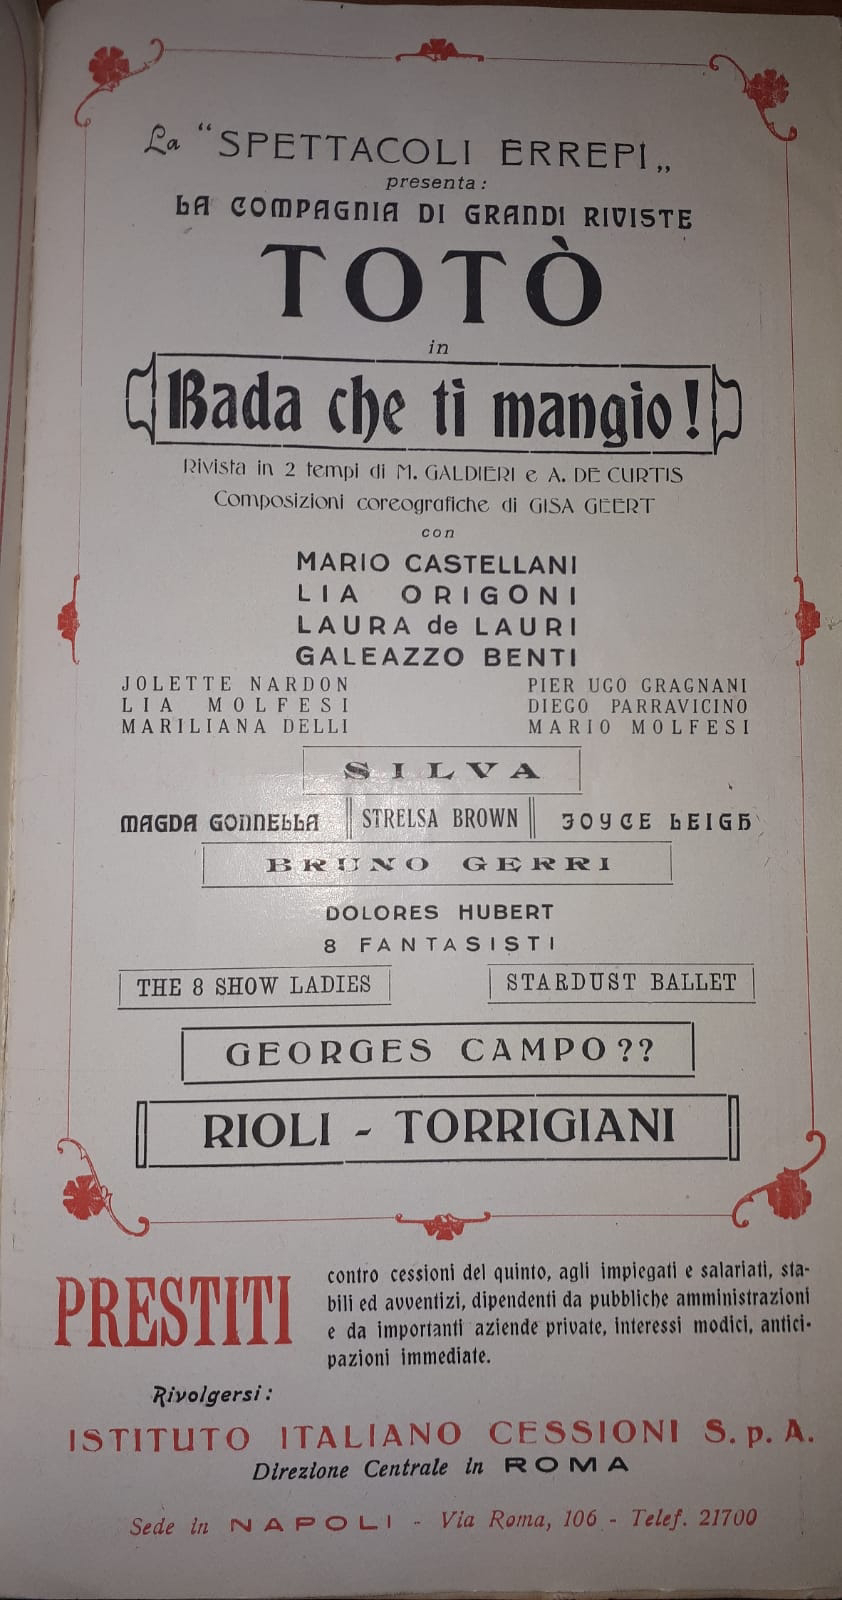 La "SPETTACOLI ERREPI„
presenta:
LA COMPAGNIA DI GRANDI RIVISTE
TOTÒ
in
Bada che ti mangio!
Rivista in 2 tempi di M. GALDIERI e A. DE CURTIS
Composizioni coreografiche di GISA GEERT
con
MARIO CASTELLANI
LIA ORIGONI
LAURA de LAURI
GALEAZZO BENTI
JOLETTE NARDON PIER UGO GRAGNANI
LIA MOLFESI DIEGO PARRAVICINO
MARILIANA DELLI MARIO MOLFESI
SILVA
MAGDA GONNELLA STRELSA BROWN JOYCE LEIGH
BRUNO GERRI
DOLORES HUBERT
8 FANTASISTI
THE 8 SHOW LADIES STARDUST BALLET
GEORGES CAMPO??
RIOLI - TORRIGIANI
PRESTITI
contro cessioni del quinto, agli impiegati e salariati, sta-
bili ed avventizi, dipendenti da pubbliche amministrazioni
e da importanti aziende private, interessi modici, antici-
pazioni immediate.
Rivolgersi:
ISTITUTO ITALIANO CESSIONI S. p. A.
Direzione Centrale in ROMA
Sede in NAPOLI - Via Roma, 106 - Telef. 21700